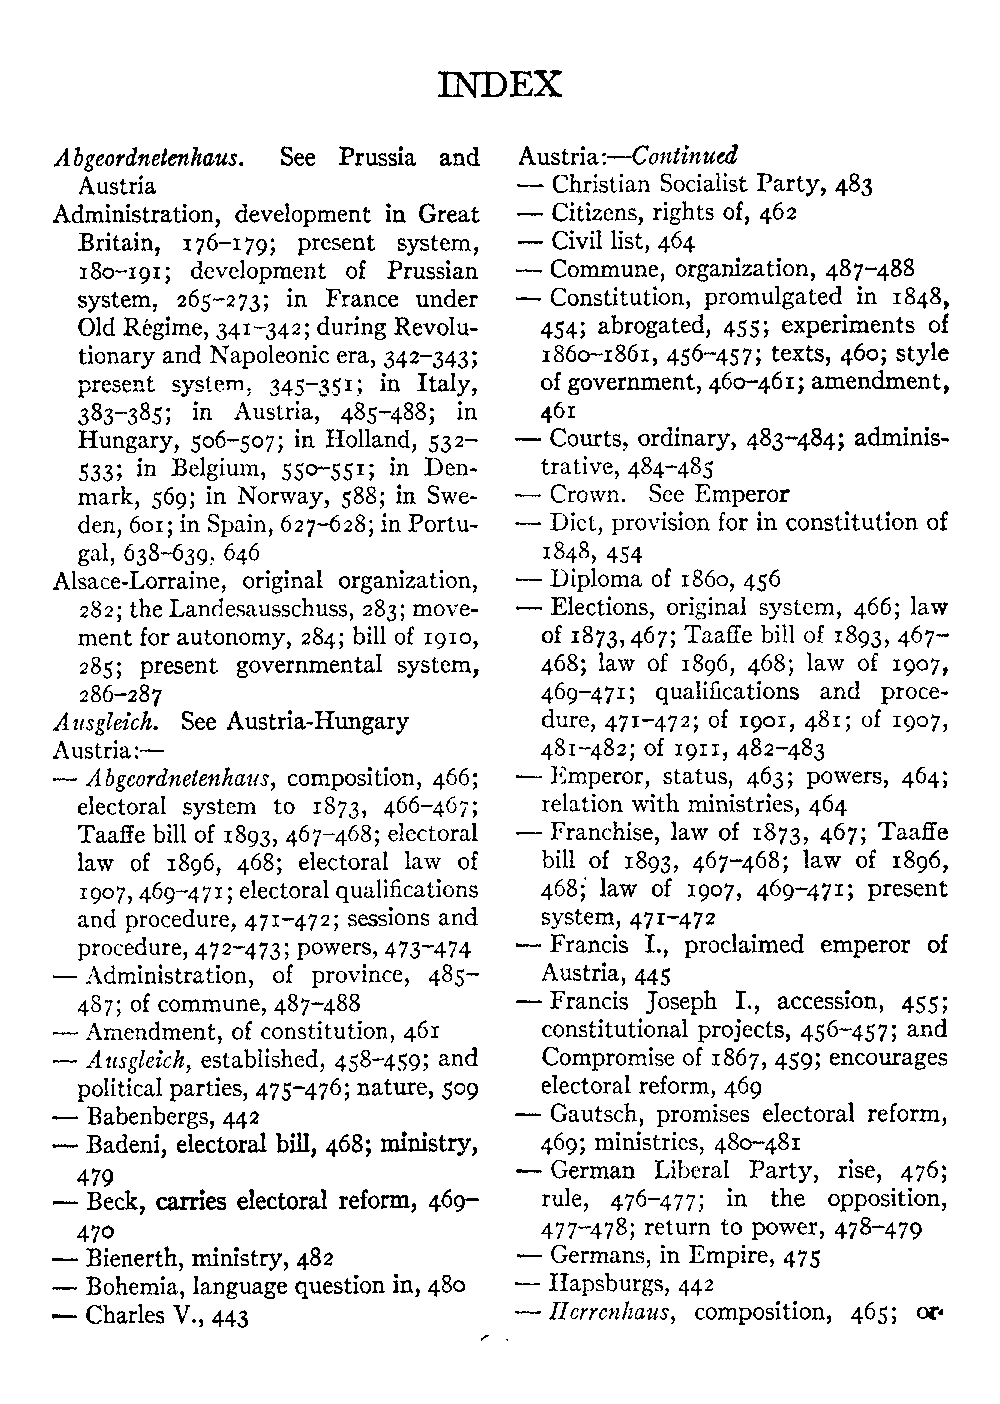 INDEX
Abgeordnetenhaus. See Prussia and
Austria
Administration, development in Great
Britain, 176–179; present system,
180–191; development of Prussian
system, 265–273; in France under
Old Régime, 341–342; during Revolu-
tionary and Napoleonic era, 342–343;
present system, 345–351; in Italy,
383–385; in Austria, 485–488; in
Hungary, 506–507; in Holland, 532–
533; in Belgium, 550–551; in Den-
mark, 569; in Norway, 588; in Swe-
den, 601; in Spain, 627–628; in Portu-
gal, 638–639, 646
Alsace-Lorraine, original organization,
282; the Landesausschuss, 283; move-
ment for autonomy, 284; bill of 1910,
285; present governmental system,
286–287
Ausgleich. See Austria-Hungary
Austria:—
— Abgeordnetenhaus, composition, 466;
electoral system to 1873, 466–467;
Taaffe bill of 1893, 467–468; electoral
law of 1896, 468; electoral law of
1907, 469–471; electoral qualifications
and procedure, 471–472; sessions and
procedure, 472–473; powers, 473–474
— Administration, of province, 485–
487; of commune, 487–488
— Amendment, of constitution, 461
— Ausgleich, established, 458–459; and
political parties, 475–476; nature, 509
— Babenbergs, 442
— Badeni, electoral bill, 468; ministry,
479
— Beck, carries electoral reform, 469–
470
— Bienerth, ministry, 482
— Bohemia, language question in, 480
— Charles V., 443
Austria:—Continued
— Christian Socialist Party, 483
— Citizens, rights of, 462
— Civil list, 464
— Commune, organization, 487–488
— Constitution, promulgated in 1848,
454; abrogated, 455; experiments of
1860–1861, 456–457; texts, 460; style
of government, 460–461; amendment,
461
— Courts, ordinary, 483–484; adminis-
trative, 484–485
— Crown. See Emperor
— Diet, provision for in constitution of
1848, 454
— Diploma of 1860, 456
— Elections, original system, 466; law
of 1873, 467; Taaffe bill of 1893, 467–
468; law of 1896, 468; law of 1907,
469–471; qualifications and proce-
dure, 471–472; of 1901, 481; of 1907,
481–482; of 1911, 482–483
— Emperor, status, 463; powers, 464;
relation with ministries, 464
— Franchise, law of 1873, 467; Taaffe
bill of 1893, 467–468; law of 1896,
468; law of 1907, 469–471; present
system, 471–472
— Francis I., proclaimed emperor of
Austria, 445
— Francis Joseph I., accession, 455;
constitutional projects, 456–457; and
Compromise of 1867, 459; encourages
electoral reform, 469
— Gautsch, promises electoral reform,
469; ministries, 480–481
— German Liberal Party, rise, 476;
rule, 476–477; in the opposition,
477–478; return to power, 478–479
— Germans, in Empire, 475
— Hapsburgs, 442
— Herrenhaus, composition, 465; or-